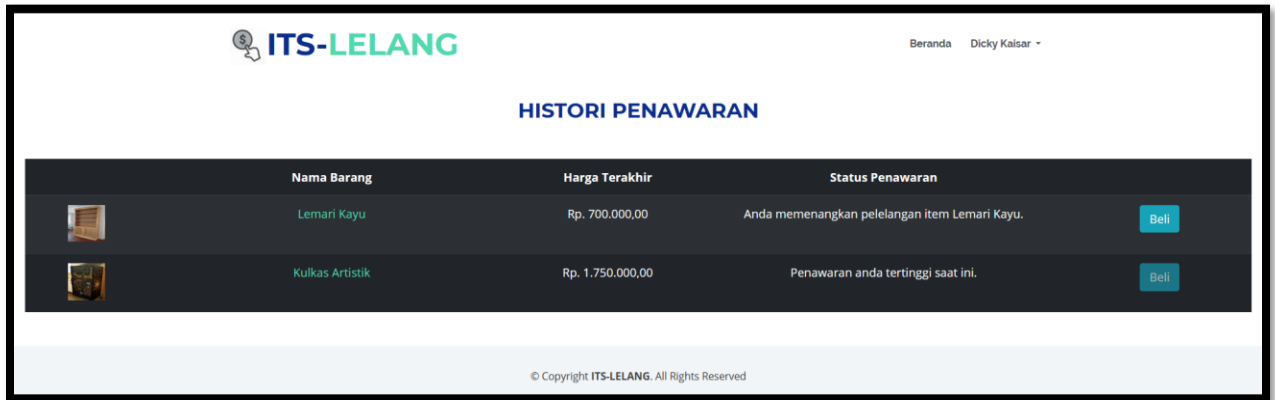 ITS-LELANG
Beranda Dicky Kaisar
HISTORI PENAWARAN
Nama Barang Harga Terakhir Status Penawaran
Lemari Kayu Rp. 700.000,00 Anda memenangkan pelelangan item Lemari Kayu. Beli
Kulkas Artistik Rp. 1.750.000,00 Penawaran anda tertinggi saat ini. Beli
© Copyright ITS-LELANG. All Rights Reserved